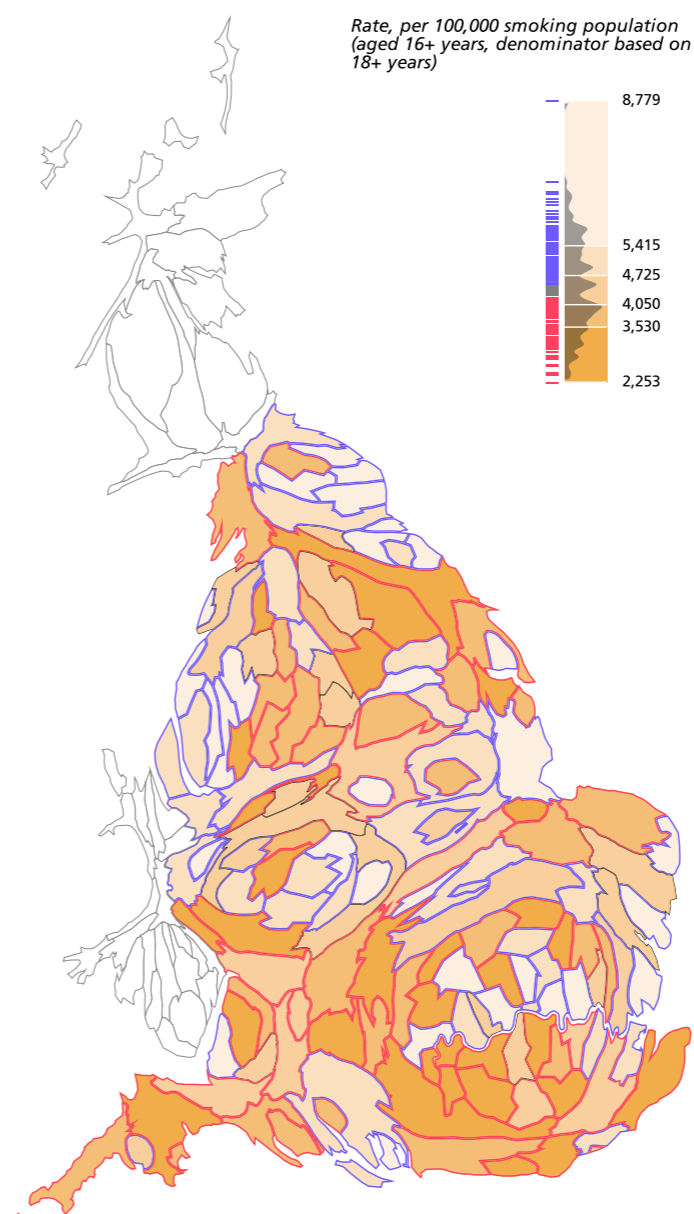 Rate, per 100,000 smoking population
(aged 16+ years, denominator based on
18+ years)
8,779
5,415
4,725
4,050
3,530
2,253